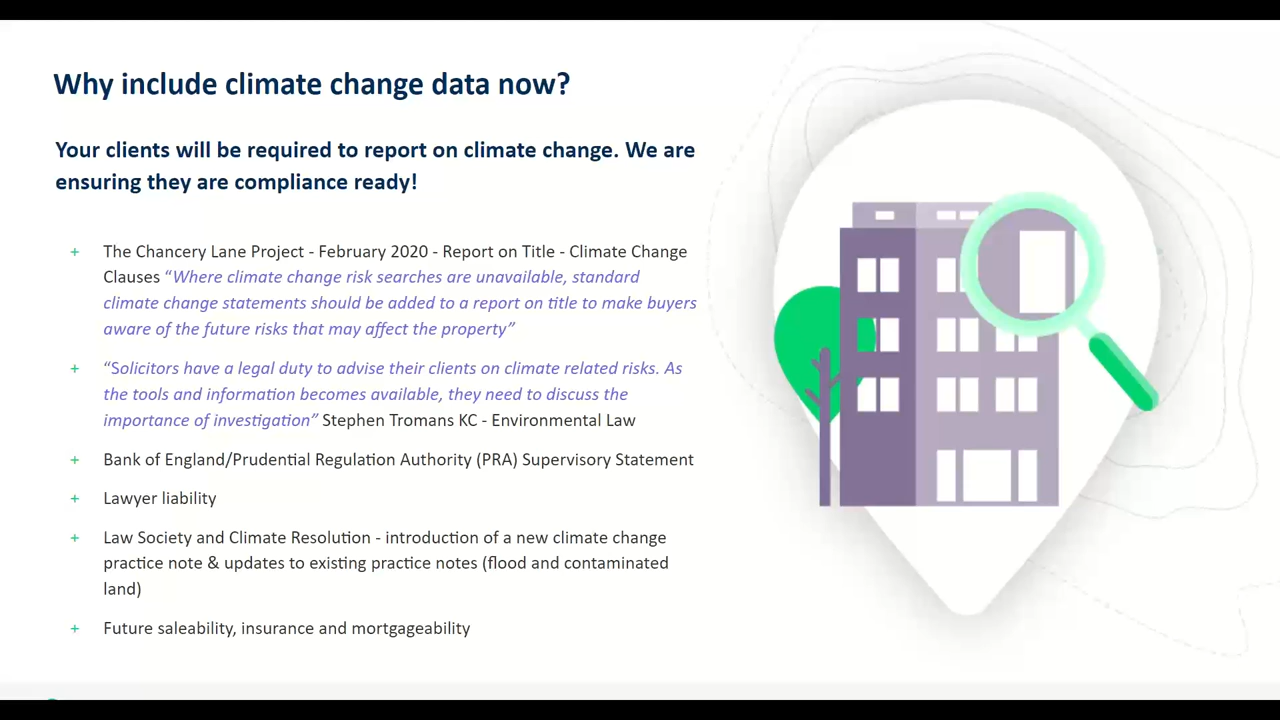 Why include climate change data now?
Your clients will be required to report on climate change. We are
ensuring they are compliance ready!
+ The Chancery Lane Project - February 2020 - Report on Title - Climate Change
Clauses “Where climate change risk searches are unavailable, standard
climate change statements should be added to a report on title to make buyers
aware of the future risks that may affect the property”
+ “Solicitors have a legal duty to advise their clients on climate related risks. As
the tools and information becomes available, they need to discuss the
importance of investigation” Stephen Tromans KC - Environmental Law
+ Bank of England/Prudential Regulation Authority (PRA) Supervisory Statement
+ Lawyer liability
+ Law Society and Climate Resolution - introduction of a new climate change
practice note & updates to existing practice notes (flood and contaminated
land)
+ Future saleability, insurance and mortgageability